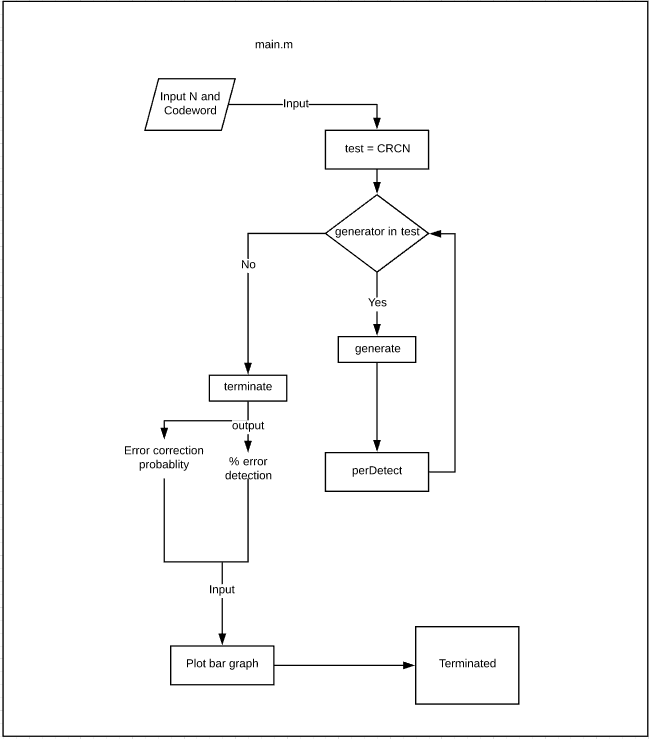 main.m
Input N and
Codeword
Input
test = CRCN
generator in test
No
Yes
generate
terminate
output
Error correction
probablity
% error
detection
perDetect
Input
Plot bar graph
Terminated